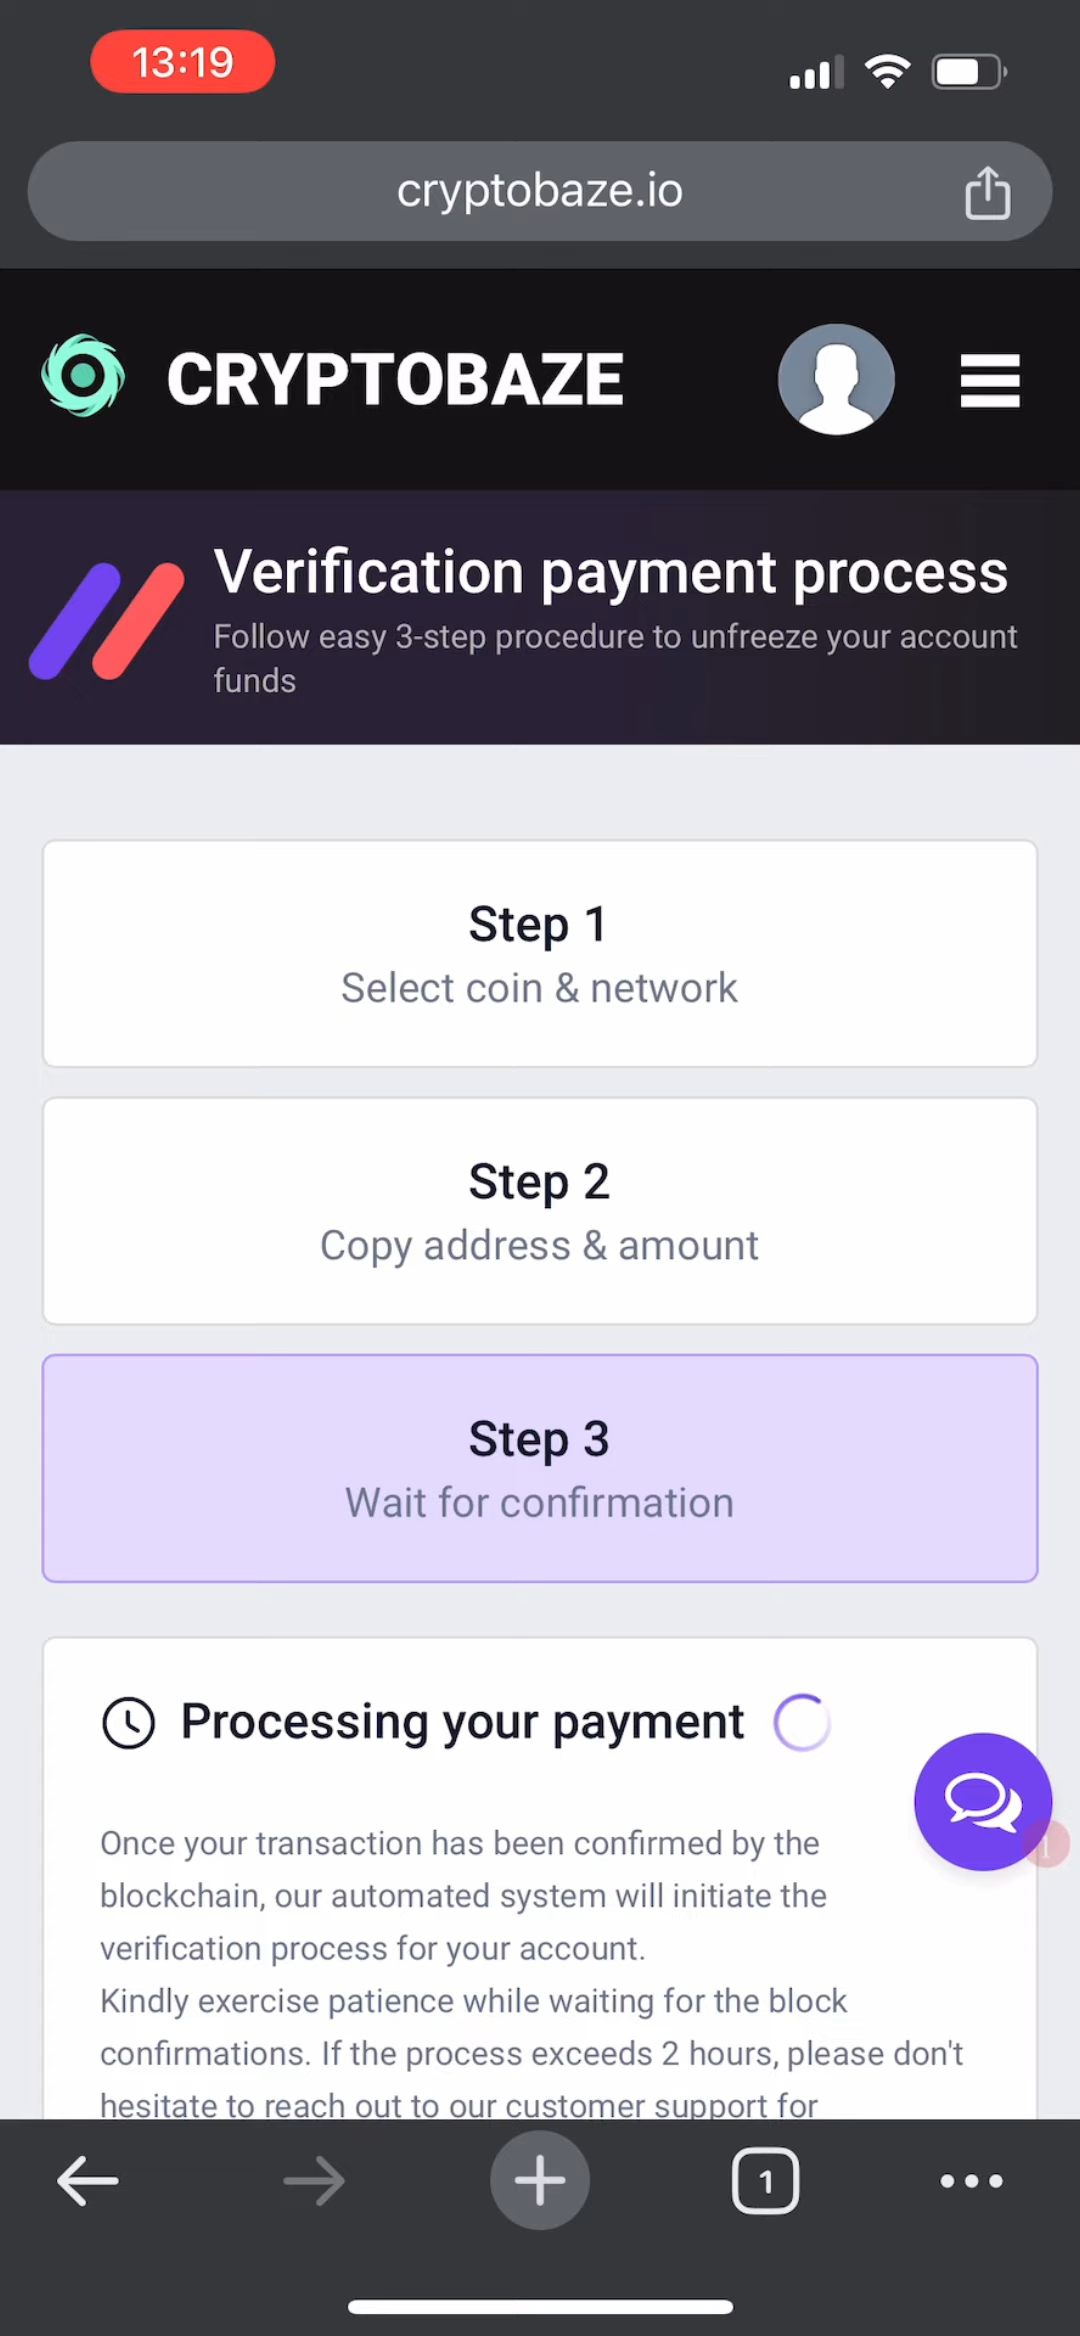 13:19
cryptobaze.io
CRYPTOBAZE
Verification payment process
Follow easy 3-step procedure to unfreeze your account
funds
Step 1
Select coin & network
Step 2
Copy address & amount
Step 3
Wait for confirmation
Processing your payment
1
Once your transaction has been confirmed by the
blockchain, our automated system will initiate the
verification process for your account.
Kindly exercise patience while waiting for the block
confirmations. If the process exceeds 2 hours, please don't
hesitate to reach out to our customer support for
1